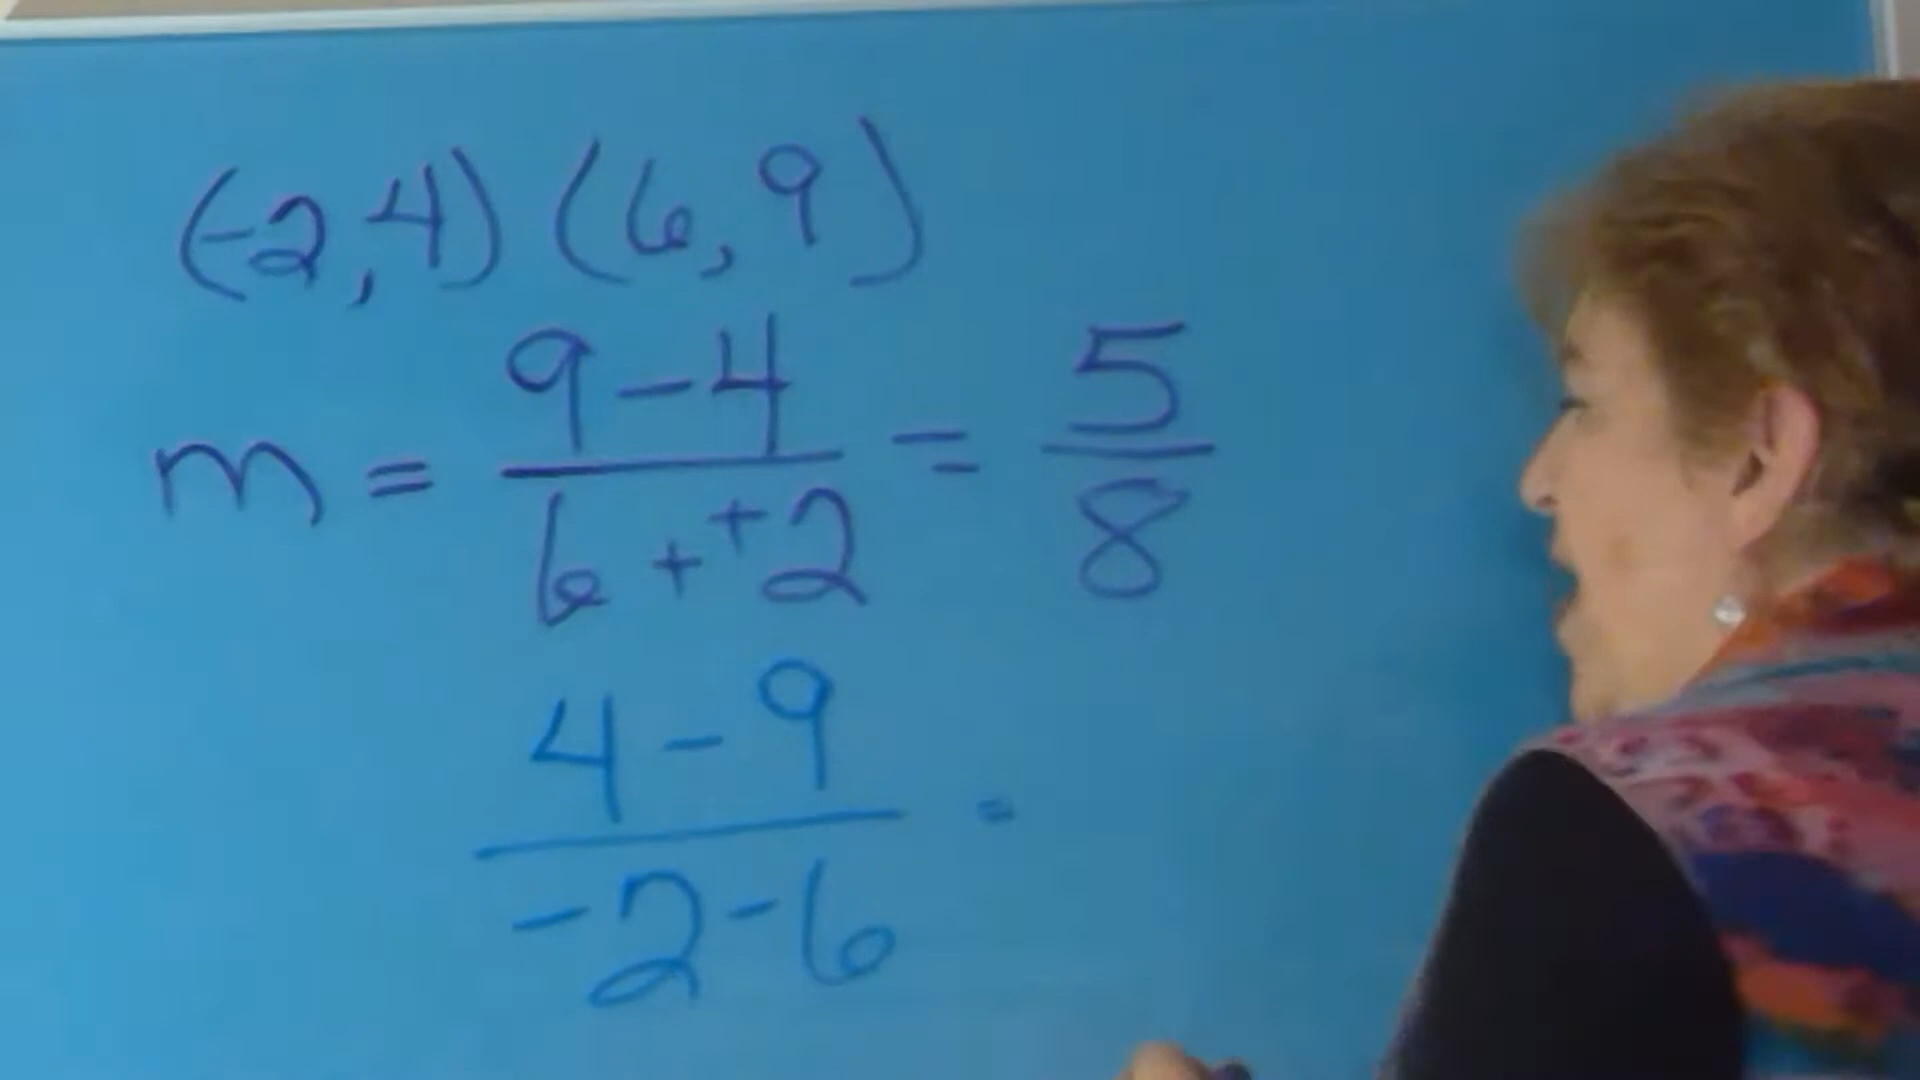 (-2,4) (6,9)
m = 9-4 / 6++2 = 5/8
4-9 / -2-6 =